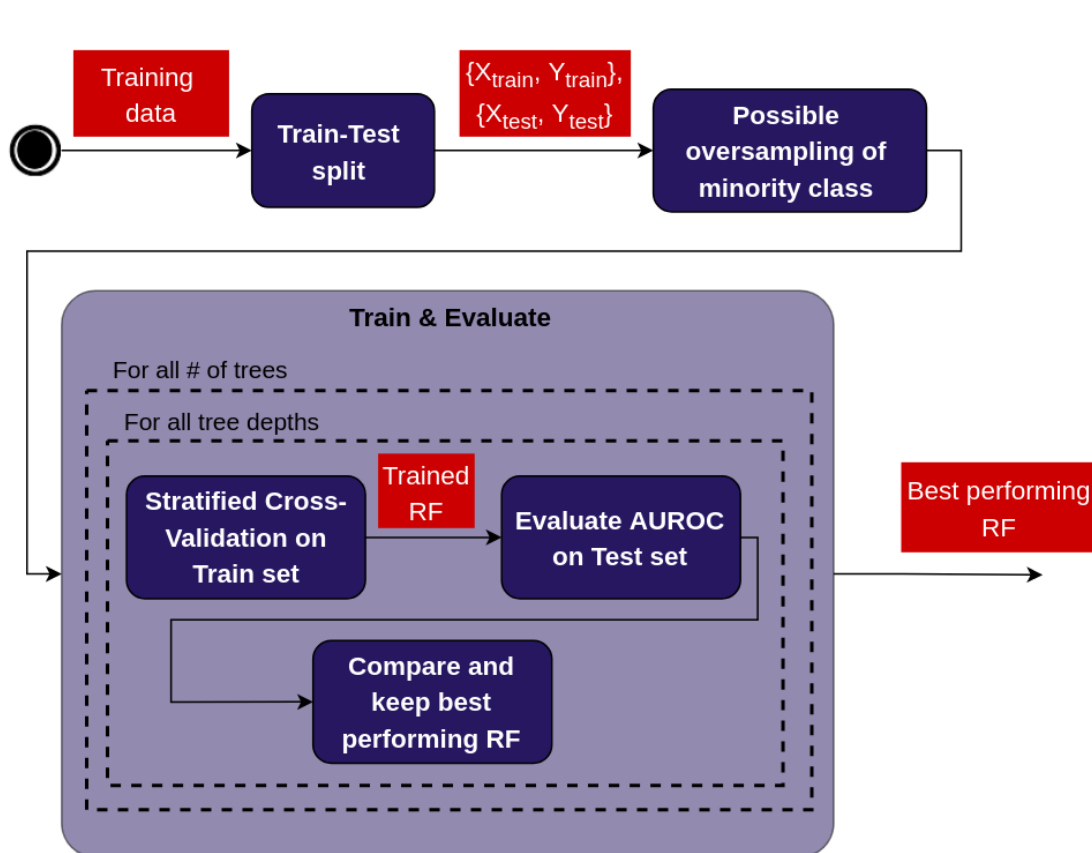 Training
data
Train-Test
split
{Xtrain, Ytrain},
{Xtest, Ytest}
Possible
oversampling of
minority class
Train & Evaluate
For all # of trees
For all tree depths
Stratified Cross-
Validation on
Train set
Trained
RF
Evaluate AUROC
on Test set
Compare and
keep best
performing RF
Best performing
RF